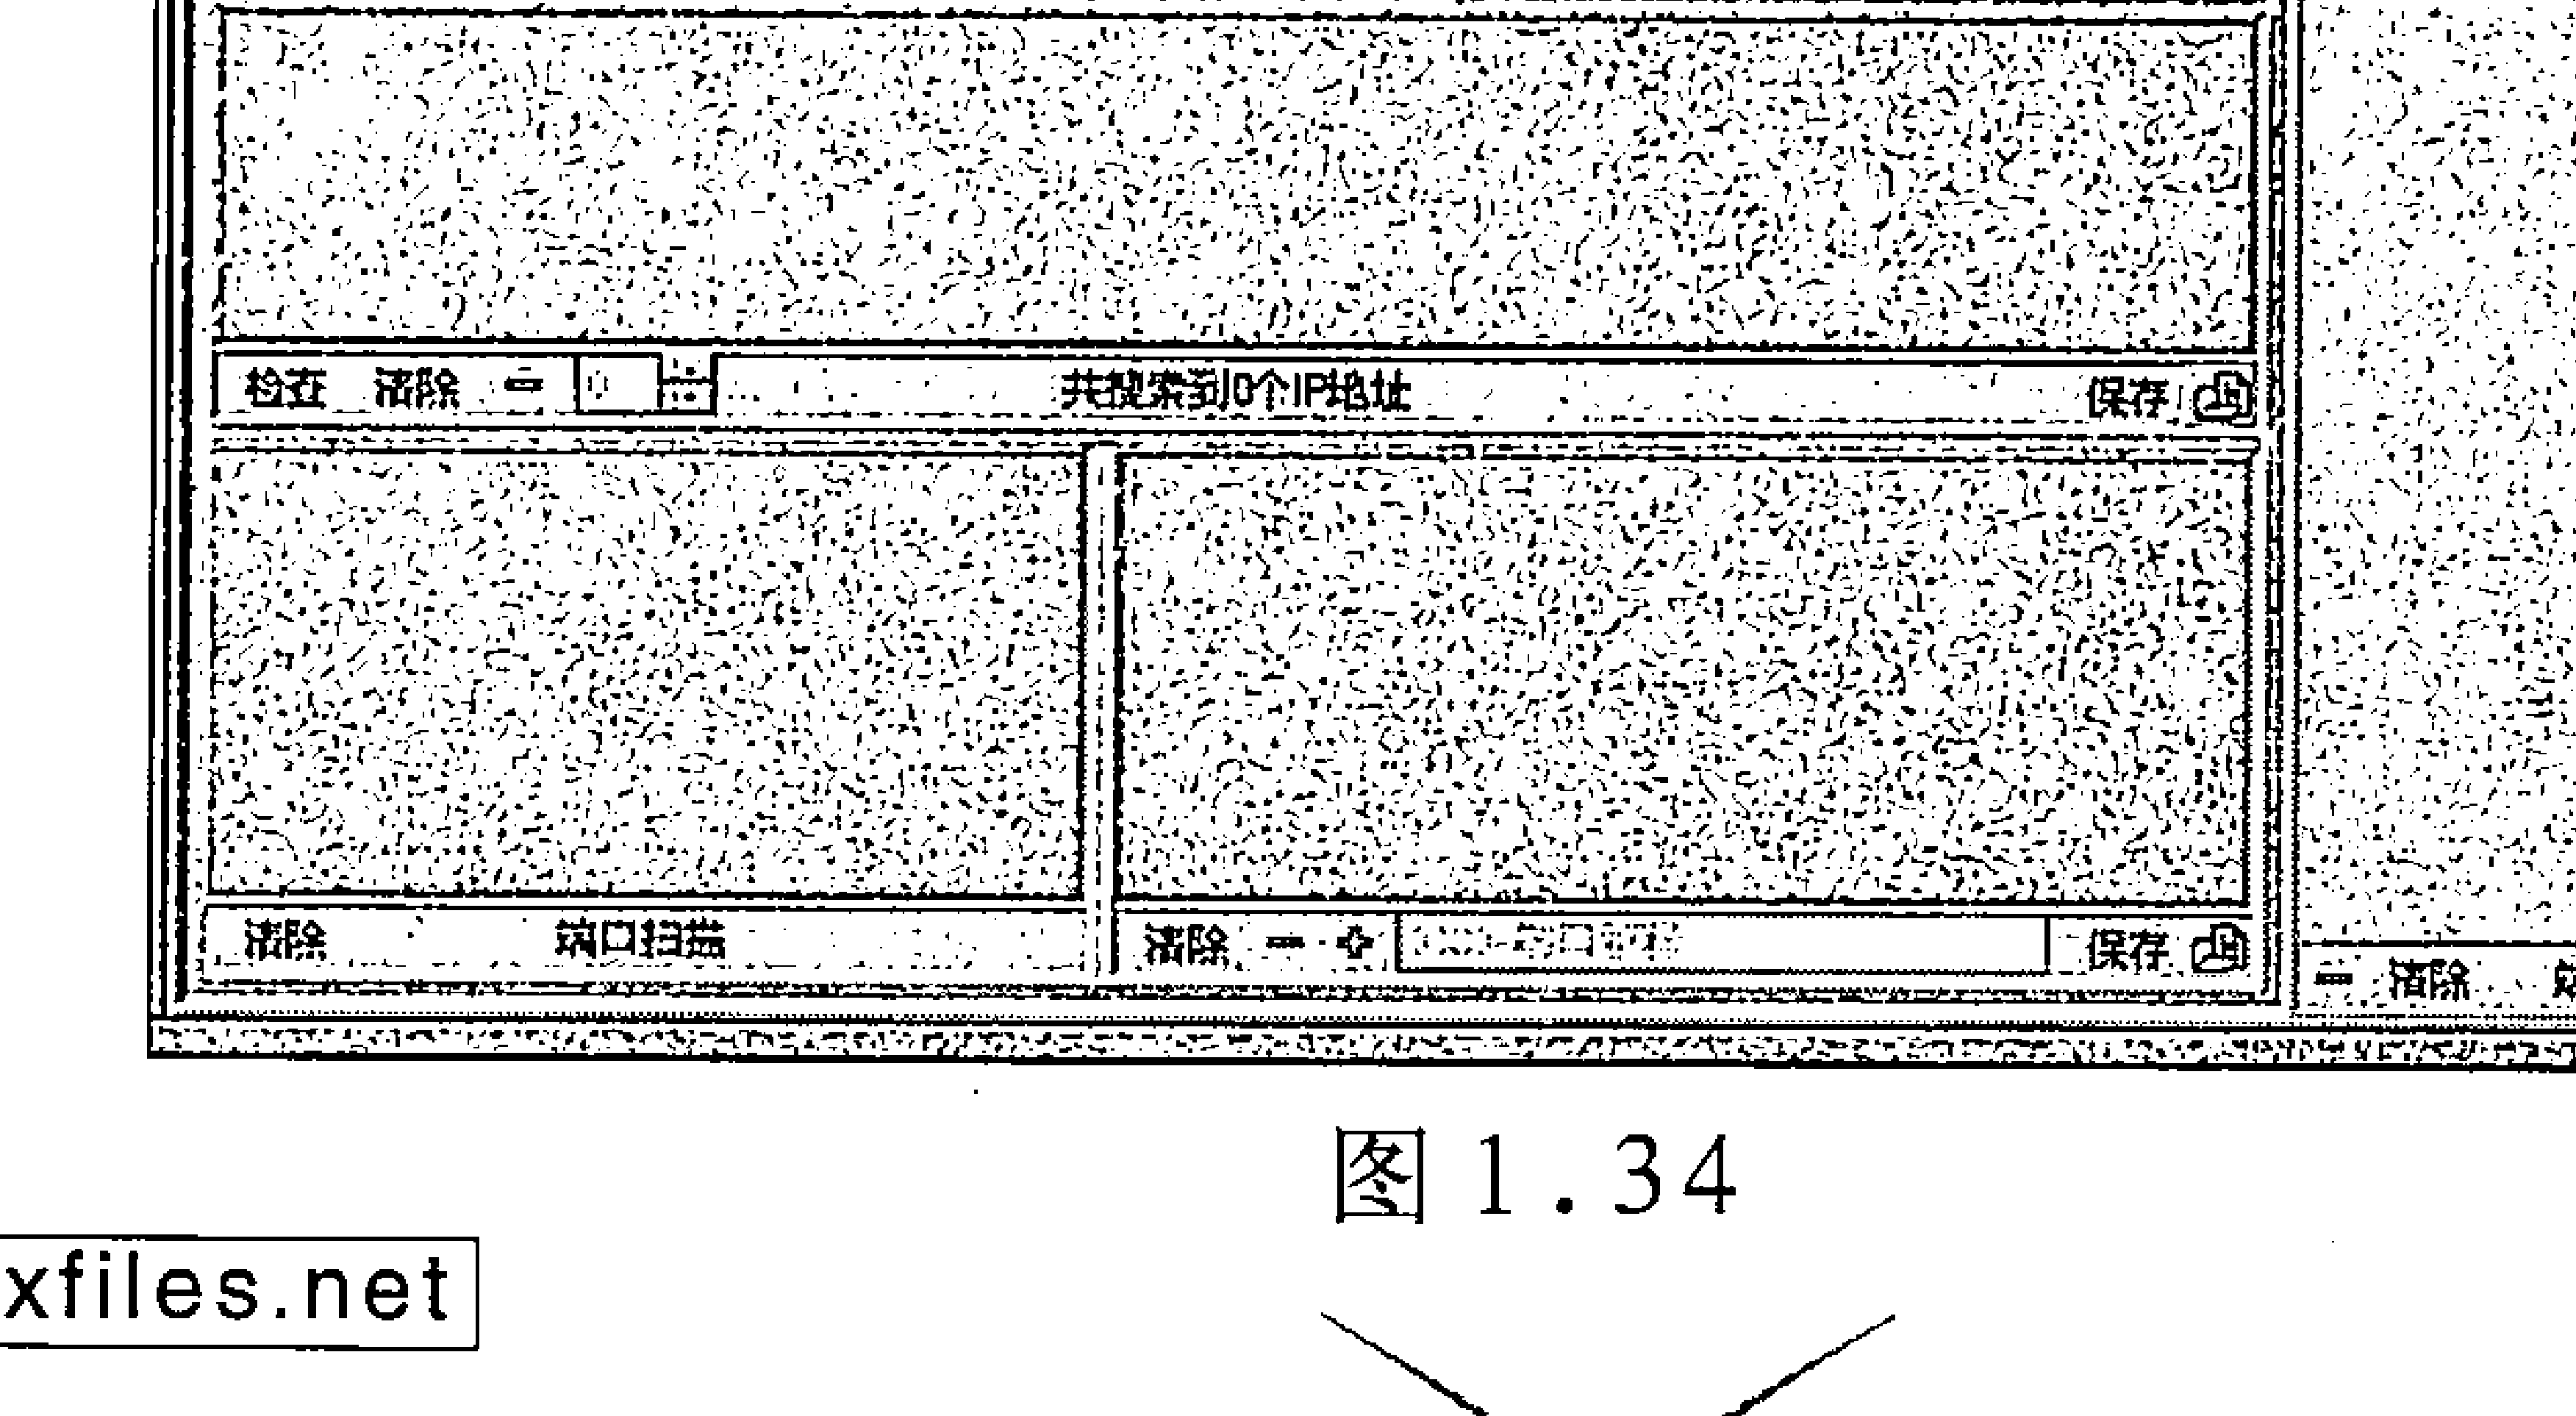 检查 清除 - 0 共搜索到0个IP地址 保存
清除 端口扫描 清除 - + 保存
- 清除
图 1.34
xfiles.net